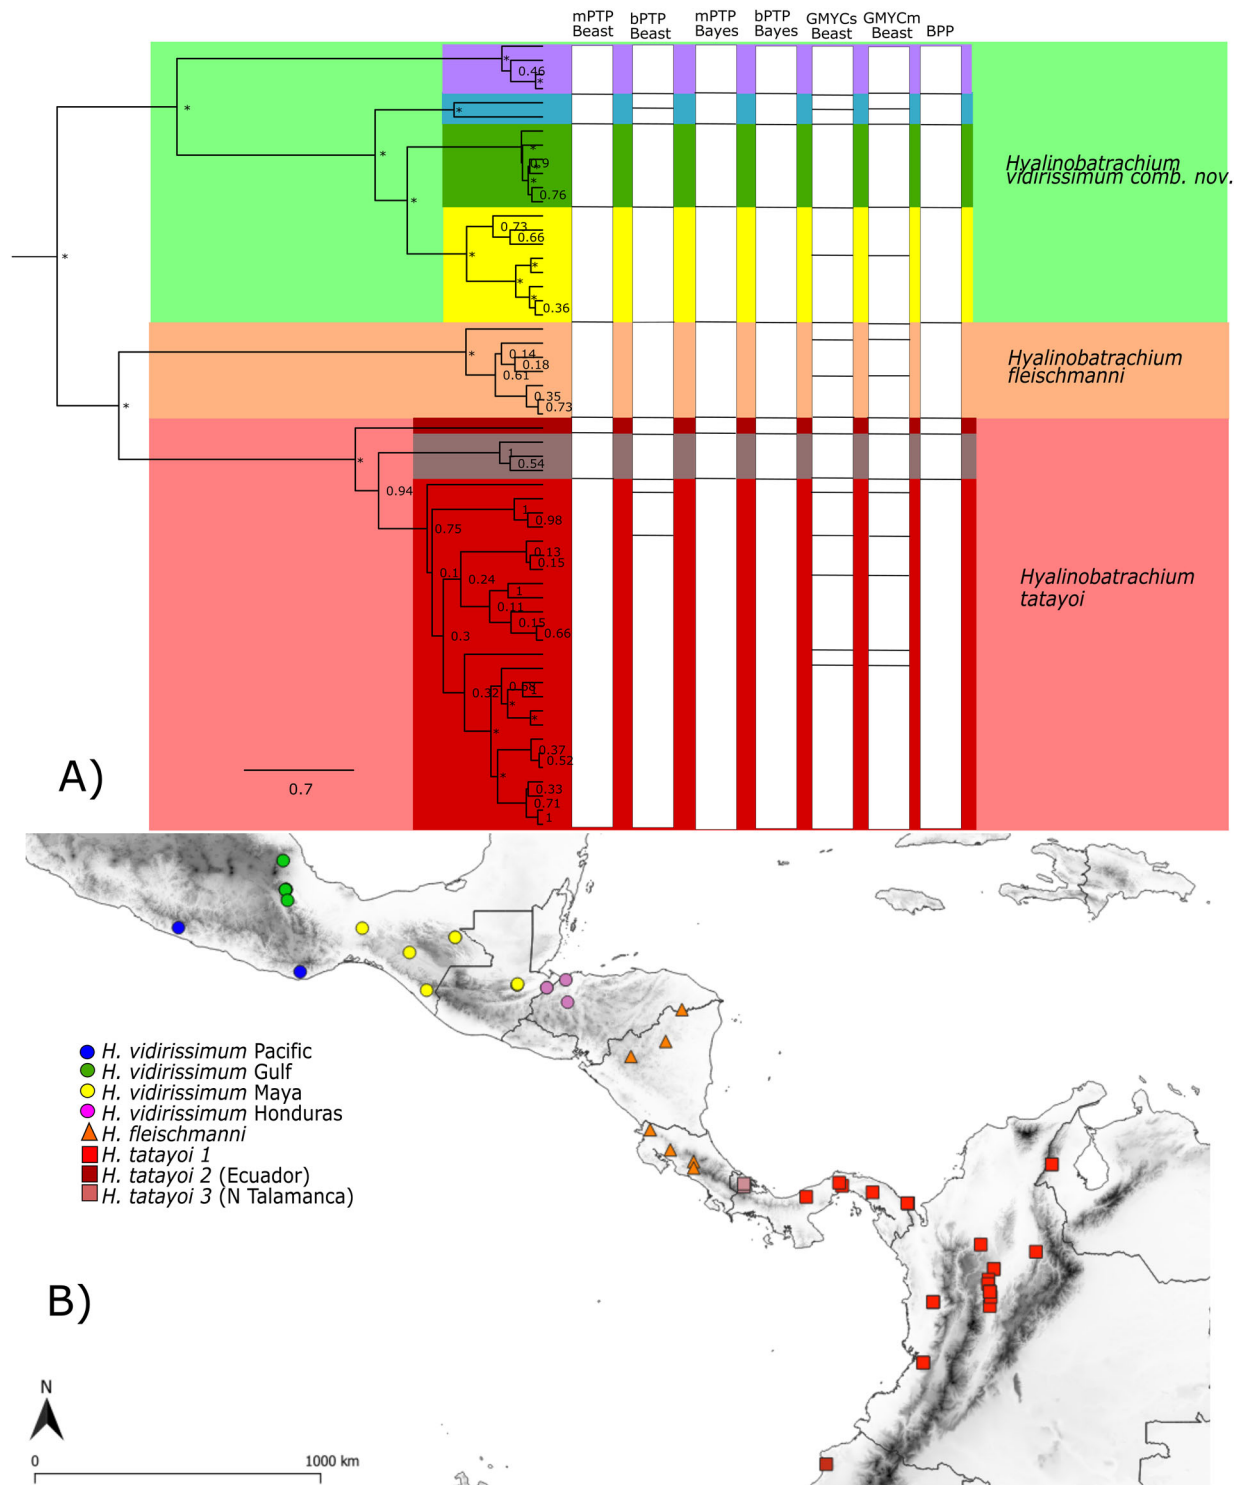 mPTP bPTP mPTP bPTP GMYCs GMYCm
Beast Beast Bayes Bayes Beast Beast BPP
*
0.46
*
*
*
*
*
*
0.9
*
*
0.76
Hyalinobatrachium
vidirissimum comb. nov.
*
0.73
0.66
*
*
*
*
*
0.36
*
0.14
0.18
0.61
0.35
0.73
Hyalinobatrachium
fleischmanni
*
*
1
0.54
0.94
1
0.98
0.75
0.13
0.15
0.1
0.24
1
0.11
0.15
0.66
0.3
Hyalinobatrachium
tatayoi
0.32
*
*
*
0.37
0.52
*
0.33
0.71
1
A)
0.7
H. vidirissimum Pacific
H. vidirissimum Gulf
H. vidirissimum Maya
H. vidirissimum Honduras
H. fleischmanni
H. tatayoi 1
H. tatayoi 2 (Ecuador)
H. tatayoi 3 (N Talamanca)
B)
N
0 1000 km